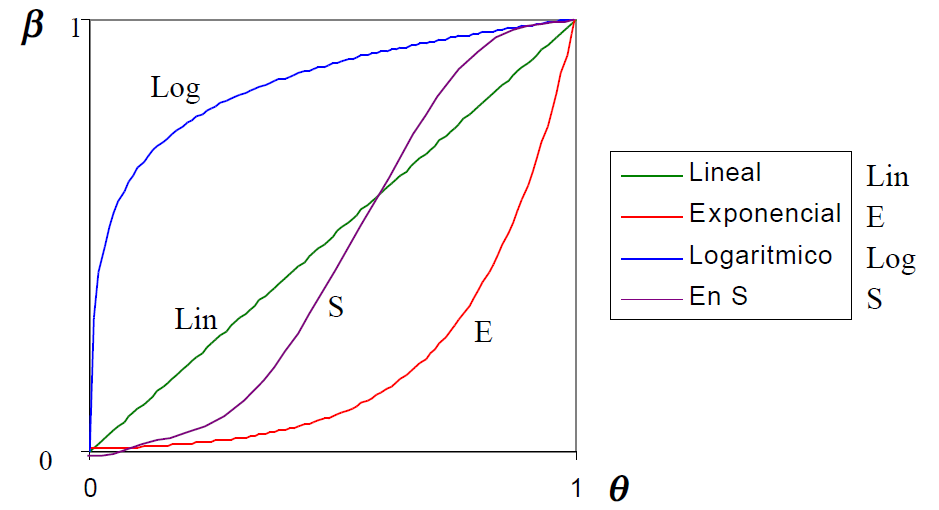 β 1
Log
Lin
S
E
0
0 1 θ
Lineal Lin
Exponencial E
Logaritmico Log
En S S